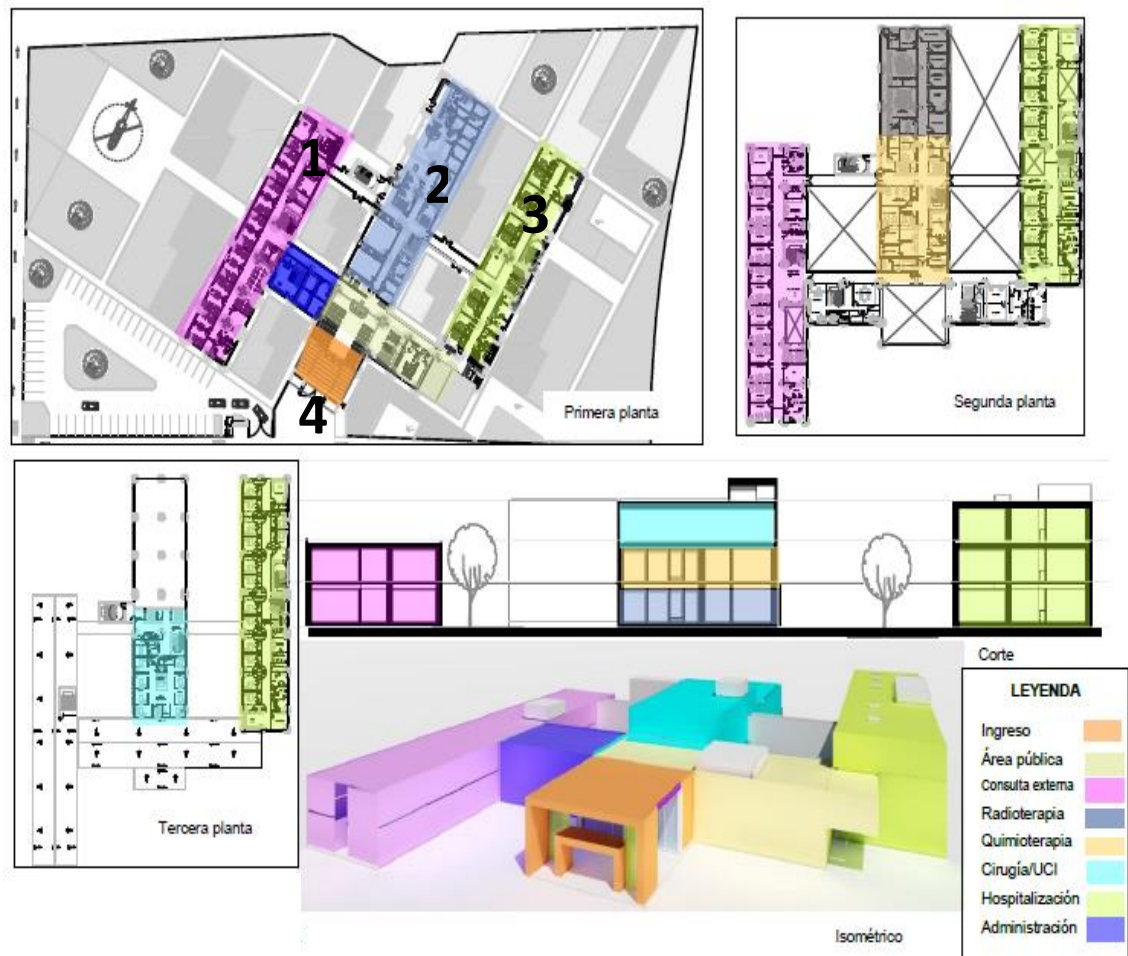 1
2
3
4
Primera planta
Segunda planta
Tercera planta
Corte
Isométrico
LEYENDA
Ingreso
Área pública
Consulta externa
Radioterapia
Quimioterapia
Cirugía/UCI
Hospitalización
Administración